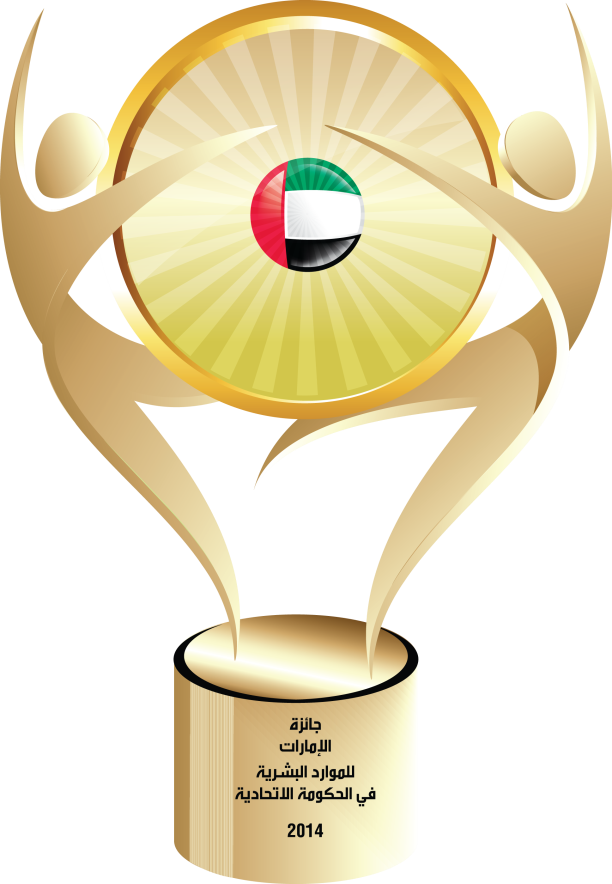 جائزة
الإمارات
للموارد البشرية
في الحكومة الاتحادية
2014